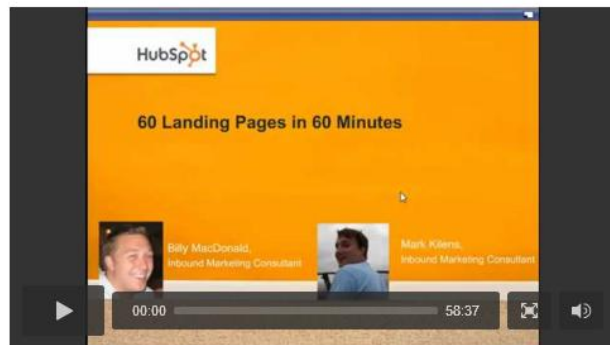 HubSpot
60 Landing Pages in 60 Minutes
Billy MacDonald,
Inbound Marketing Consultant
Mark Kilens,
Inbound Marketing Consultant
00:00
58:37